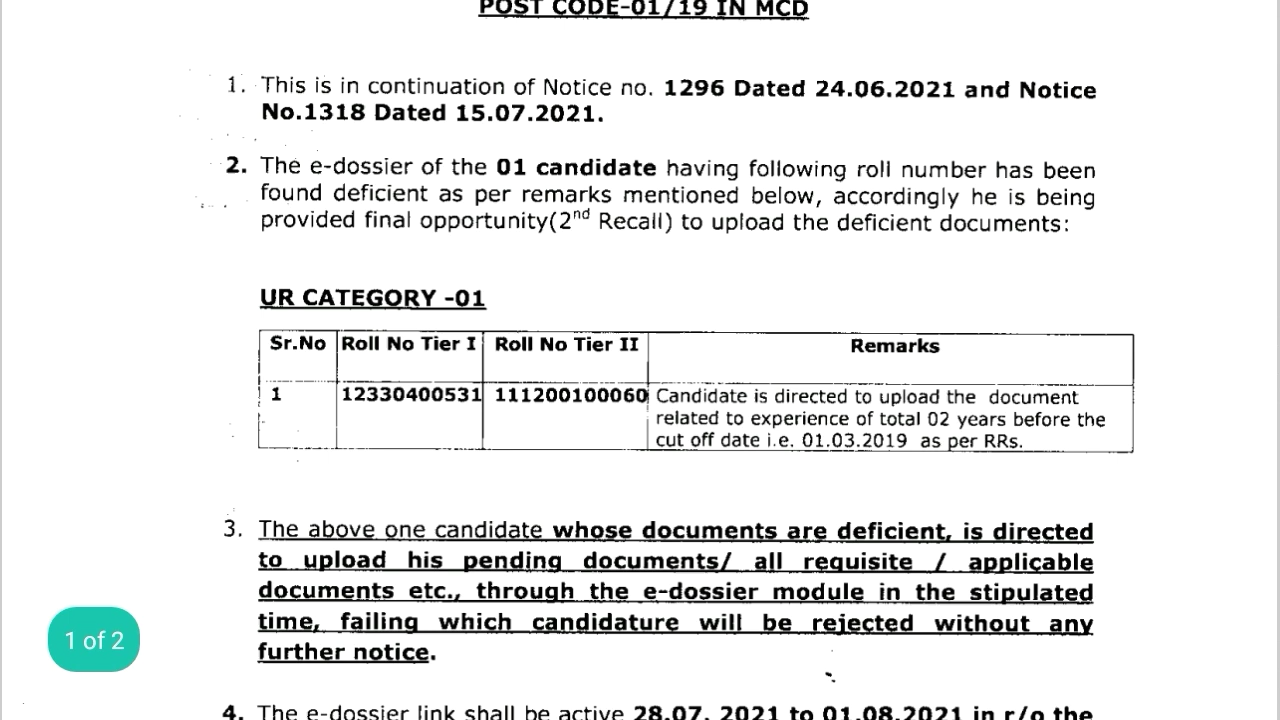 POST CODE-01/19 IN MCD
1. This is in continuation of Notice no. 1296 Dated 24.06.2021 and Notice
No.1318 Dated 15.07.2021.
2. The e-dossier of the 01 candidate having following roll number has been
found deficient as per remarks mentioned below, accordingly he is being
provided final opportunity(2nd Recall) to upload the deficient documents:
UR CATEGORY -01
Sr.No Roll No Tier I Roll No Tier II Remarks
1 12330400531 111200100060 Candidate is directed to upload the document
related to experience of total 02 years before the
cut off date i.e. 01.03.2019 as per RRs.
3. The above one candidate whose documents are deficient, is directed
to upload his pending documents/ all requisite / applicable
documents etc., through the e-dossier module in the stipulated
time, failing which candidature will be rejected without any
further notice.
1 of 2
4. The e-dossier link shall be active 28.07. 2021 to 01.08.2021 in r/o the